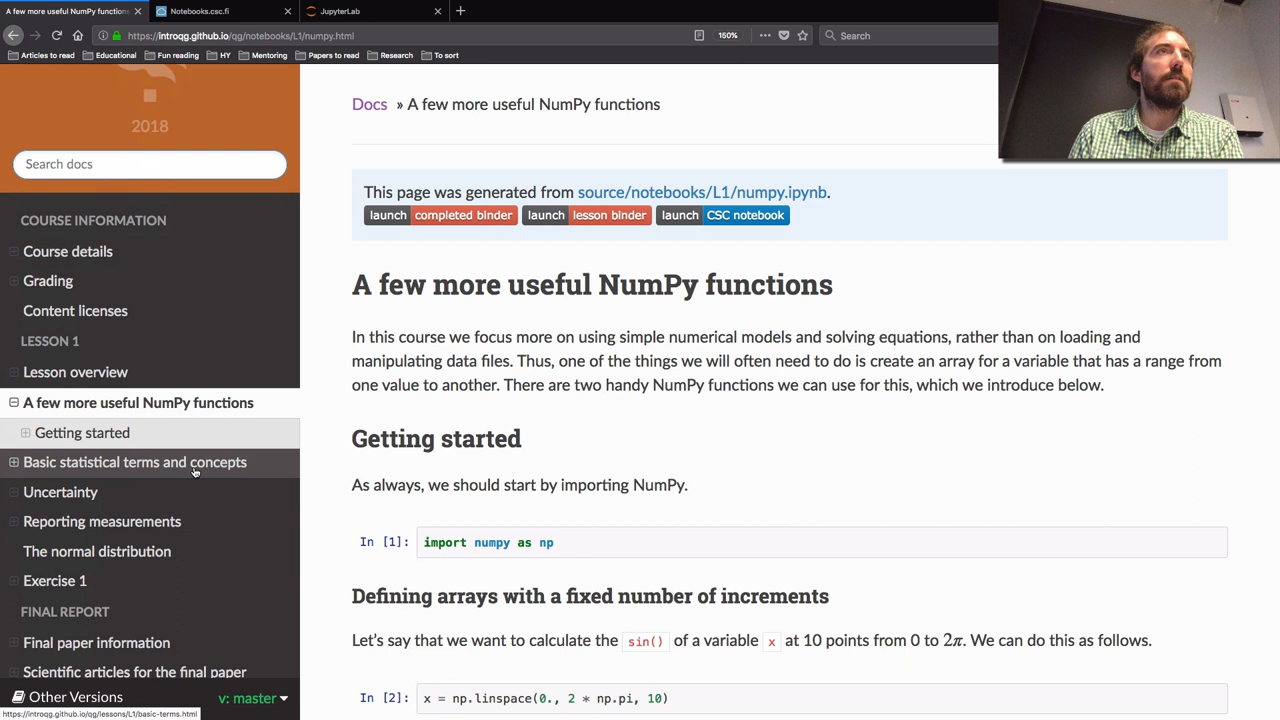 A few more useful NumPy functions
Notebooks.csc.fi
JupyterLab
https://introqg.github.io/qg/notebooks/L1/numpy.html
150%
Search
Articles to read
Educational
Fun reading
HY
Mentoring
Papers to read
Research
To sort
2018
Search docs
COURSE INFORMATION
Course details
Grading
Content licenses
LESSON 1
Lesson overview
A few more useful NumPy functions
Getting started
Basic statistical terms and concepts
Uncertainty
Reporting measurements
The normal distribution
Exercise 1
FINAL REPORT
Final paper information
Scientific articles for the final paper
Other Versions
v: master
https://introqg.github.io/qg/lessons/L1/basic-terms.html
Docs » A few more useful NumPy functions
This page was generated from source/notebooks/L1/numpy.ipynb.
launch completed binder launch lesson binder launch CSC notebook
A few more useful NumPy functions
In this course we focus more on using simple numerical models and solving equations, rather than on loading and
manipulating data files. Thus, one of the things we will often need to do is create an array for a variable that has a range from
one value to another. There are two handy NumPy functions we can use for this, which we introduce below.
Getting started
As always, we should start by importing NumPy.
In [1]: import numpy as np
Defining arrays with a fixed number of increments
Let's say that we want to calculate the sin() of a variable x at 10 points from 0 to 2π. We can do this as follows.
In [2]: x = np.linspace(0., 2 * np.pi, 10)